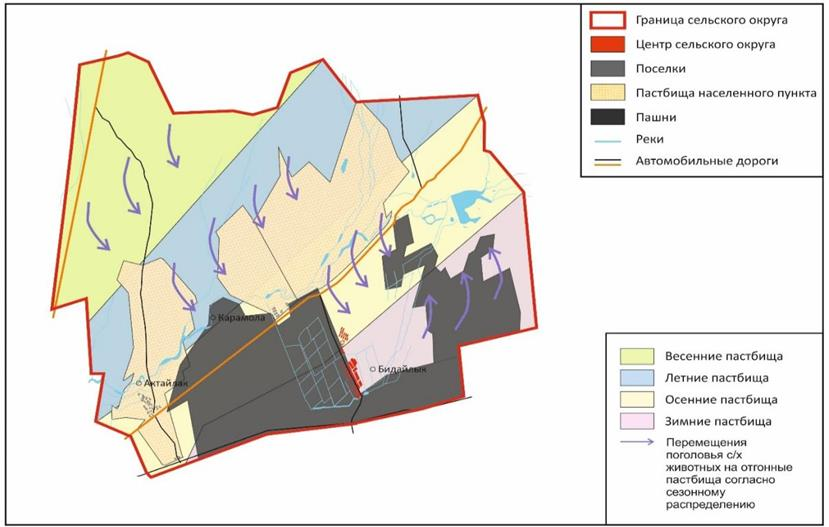 Граница сельского округа
Центр сельского округа
Поселки
Пастбища населенного пункта
Пашни
Реки
Автомобильные дороги
Карамола
Бидайлык
Актайлак
Весенние пастбища
Летние пастбища
Осенние пастбища
Зимние пастбища
Перемещения
поголовья с/х
животных на отгонные
пастбища согласно
сезонному
распределению